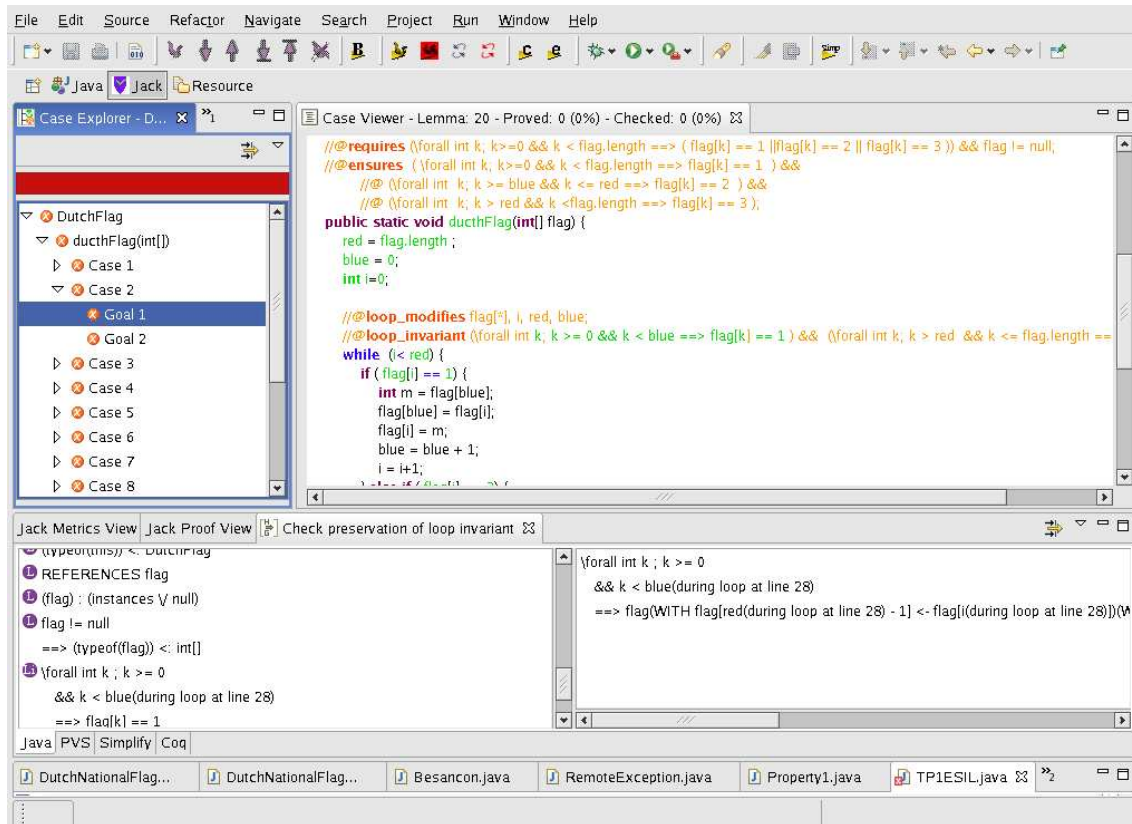 File Edit Source Refactor Navigate Search Project Run Window Help
Java Jack Resource
Case Explorer - D...
Case Viewer - Lemma: 20 - Proved: 0 (0%) - Checked: 0 (0%)
DutchFlag
ducthFlag(int[])
Case 1
Case 2
Goal 1
Goal 2
Case 3
Case 4
Case 5
Case 6
Case 7
Case 8
//@requires (\forall int k; k>=0 && k < flag.length ==> ( flag[k] == 1 ||flag[k] == 2 || flag[k] == 3 )) && flag != null;
//@ensures ( \forall int k; k>=0 && k < flag.length ==> flag[k] == 1 ) &&
//@ (\forall int k; k >= blue && k <= red ==> flag[k] == 2 ) &&
//@ (\forall int k; k > red && k <flag.length ==> flag[k] == 3 );
public static void ducthFlag(int[] flag) {
red = flag.length ;
blue = 0;
int i=0;
//@loop_modifies flag[*], i, red, blue;
//@loop_invariant (\forall int k; k >= 0 && k < blue ==> flag[k] == 1 ) && (\forall int k; k > red && k <= flag.length ==
while (i< red) {
if ( flag[i] == 1) {
int m = flag[blue];
flag[blue] = flag[i];
flag[i] = m;
blue = blue + 1;
i = i+1;
Jack Metrics View Jack Proof View Check preservation of loop invariant
(typeof(this)) <: DutchFlag
REFERENCES flag
(flag) : (instances \/ null)
flag != null
==> (typeof(flag)) <: int[]
\forall int k ; k >= 0
&& k < blue(during loop at line 28)
==> flag[k] == 1
\forall int k ; k >= 0
&& k < blue(during loop at line 28)
==> flag(WITH flag[red(during loop at line 28) - 1] <- flag[i(during loop at line 28)])(W
Java PVS Simplify Coq
DutchNationalFlag... DutchNationalFlag... Besancon.java RemoteException.java Property1.java TP1ESIL.java